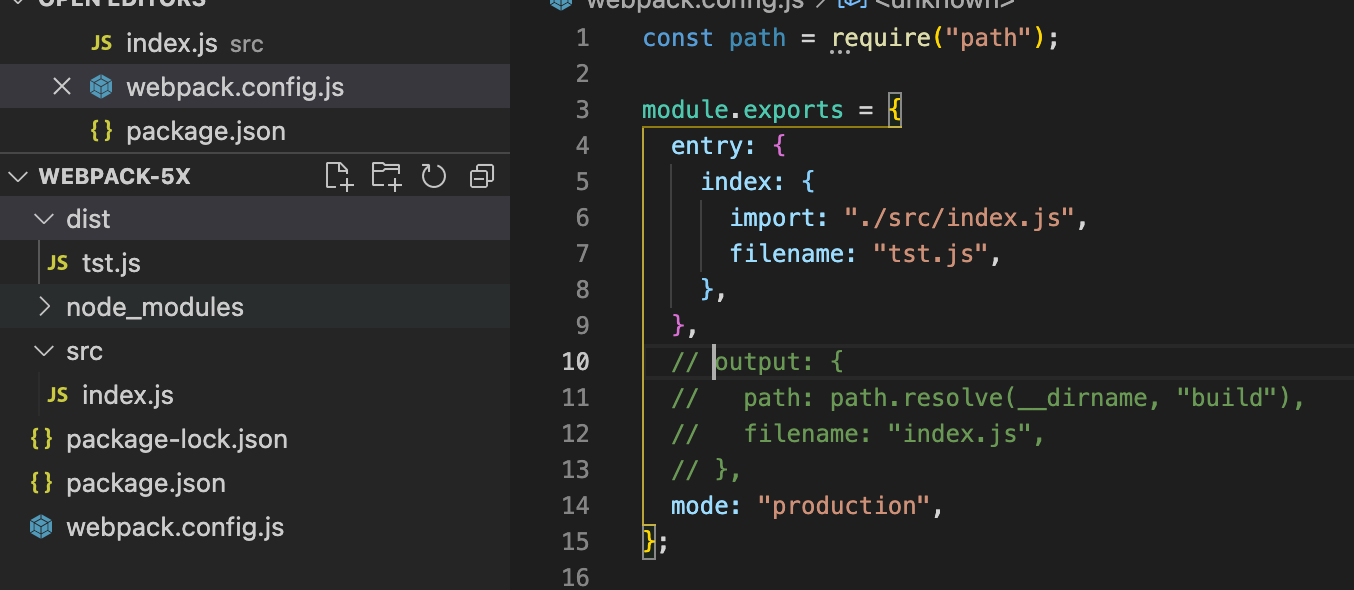 OPEN EDITORS
JS index.js src
webpack.config.js
{} package.json
WEBPACK-5X
dist
JS tst.js
node_modules
src
JS index.js
{} package-lock.json
{} package.json
webpack.config.js
webpack.config.js > <unknown>
1 const path = require("path");
2
3 module.exports = {
4 entry: {
5 index: {
6 import: "./src/index.js",
7 filename: "tst.js",
8 },
9 },
10 // output: {
11 //   path: path.resolve(__dirname, "build"),
12 //   filename: "index.js",
13 // },
14 mode: "production",
15 };
16